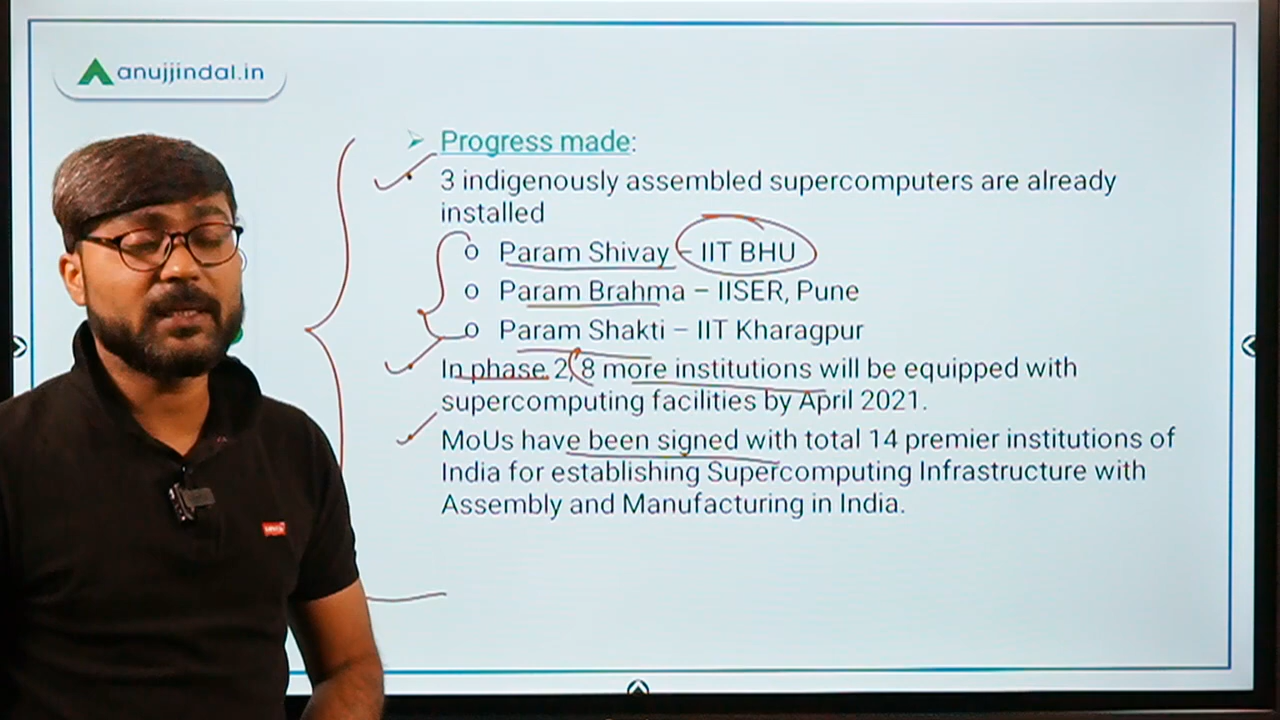 anujjindal.in
Progress made:
3 indigenously assembled supercomputers are already
installed
o Param Shivay – IIT BHU
o Param Brahma – IISER, Pune
o Param Shakti – IIT Kharagpur
In phase 2, 8 more institutions will be equipped with
supercomputing facilities by April 2021.
MoUs have been signed with total 14 premier institutions of
India for establishing Supercomputing Infrastructure with
Assembly and Manufacturing in India.